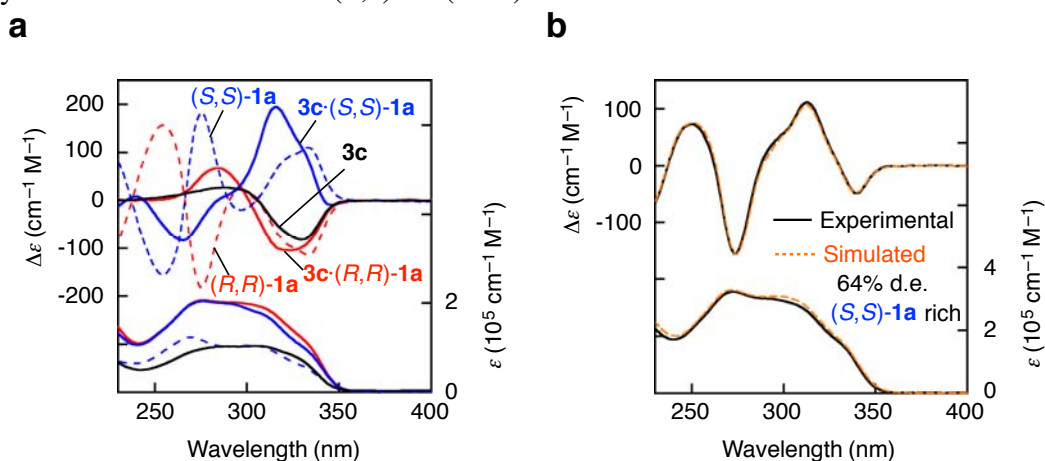 a
200
100
0
-100
-200
Δε (cm⁻¹ M⁻¹)
(S,S)-1a
3c·(S,S)-1a
3c
(R,R)-1a
3c·(R,R)-1a
2
0
ε (10⁵ cm⁻¹ M⁻¹)
250
300
350
400
Wavelength (nm)
b
100
0
-100
Δε (cm⁻¹ M⁻¹)
Experimental
Simulated
64% d.e.
(S,S)-1a rich
4
2
0
ε (10⁵ cm⁻¹ M⁻¹)
250
300
350
400
Wavelength (nm)